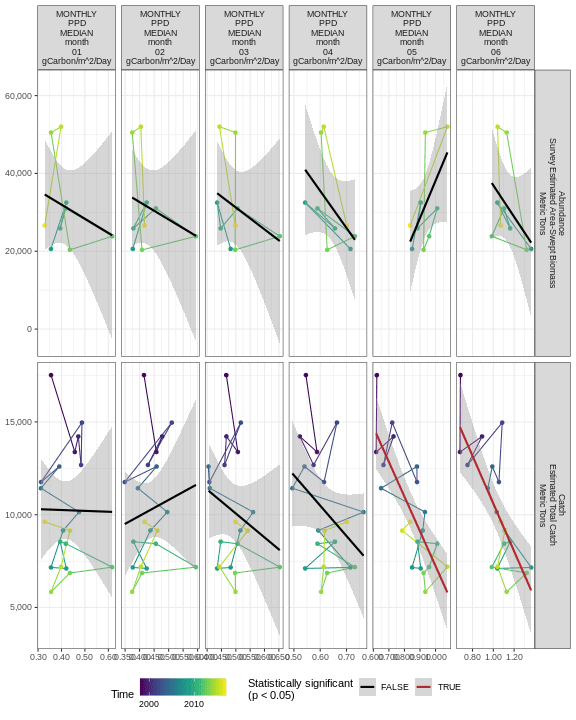 MONTHLY
PPD
MEDIAN
month
01
gCarbon/m^2/Day
MONTHLY
PPD
MEDIAN
month
02
gCarbon/m^2/Day
MONTHLY
PPD
MEDIAN
month
03
gCarbon/m^2/Day
MONTHLY
PPD
MEDIAN
month
04
gCarbon/m^2/Day
MONTHLY
PPD
MEDIAN
month
05
gCarbon/m^2/Day
MONTHLY
PPD
MEDIAN
month
06
gCarbon/m^2/Day
60,000
40,000
20,000
0
Abundance
Survey Estimated Area-Swept Biomass
Metric Tons
15,000
10,000
5,000
Catch
Estimated Total Catch
Metric Tons
0.30 0.40 0.50 0.60
0.50 0.60 0.70
0.80 1.00 1.20
Time
2000 2010
Statistically significant
(p < 0.05)
FALSE
TRUE